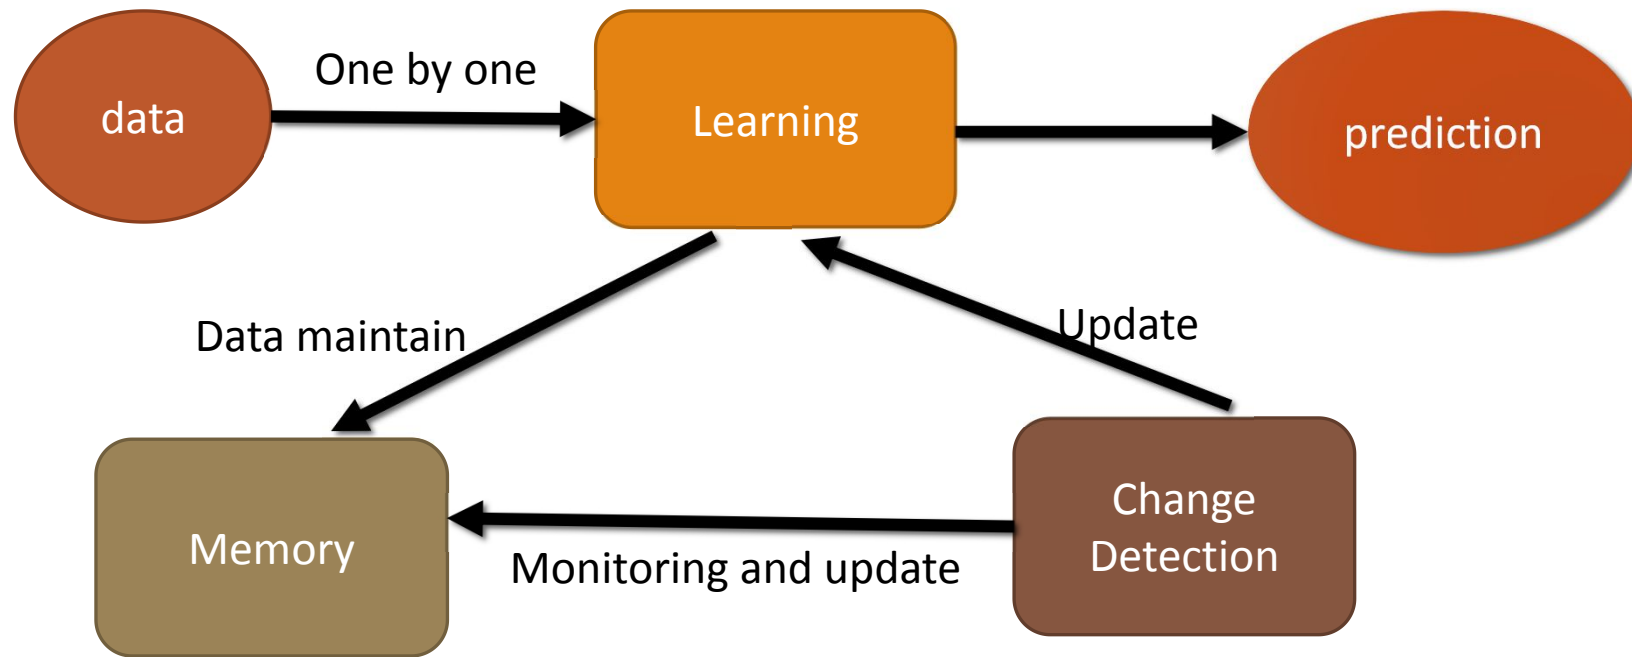 One by one
data
Learning
prediction
Data maintain
Update
Memory
Change
Detection
Monitoring and update